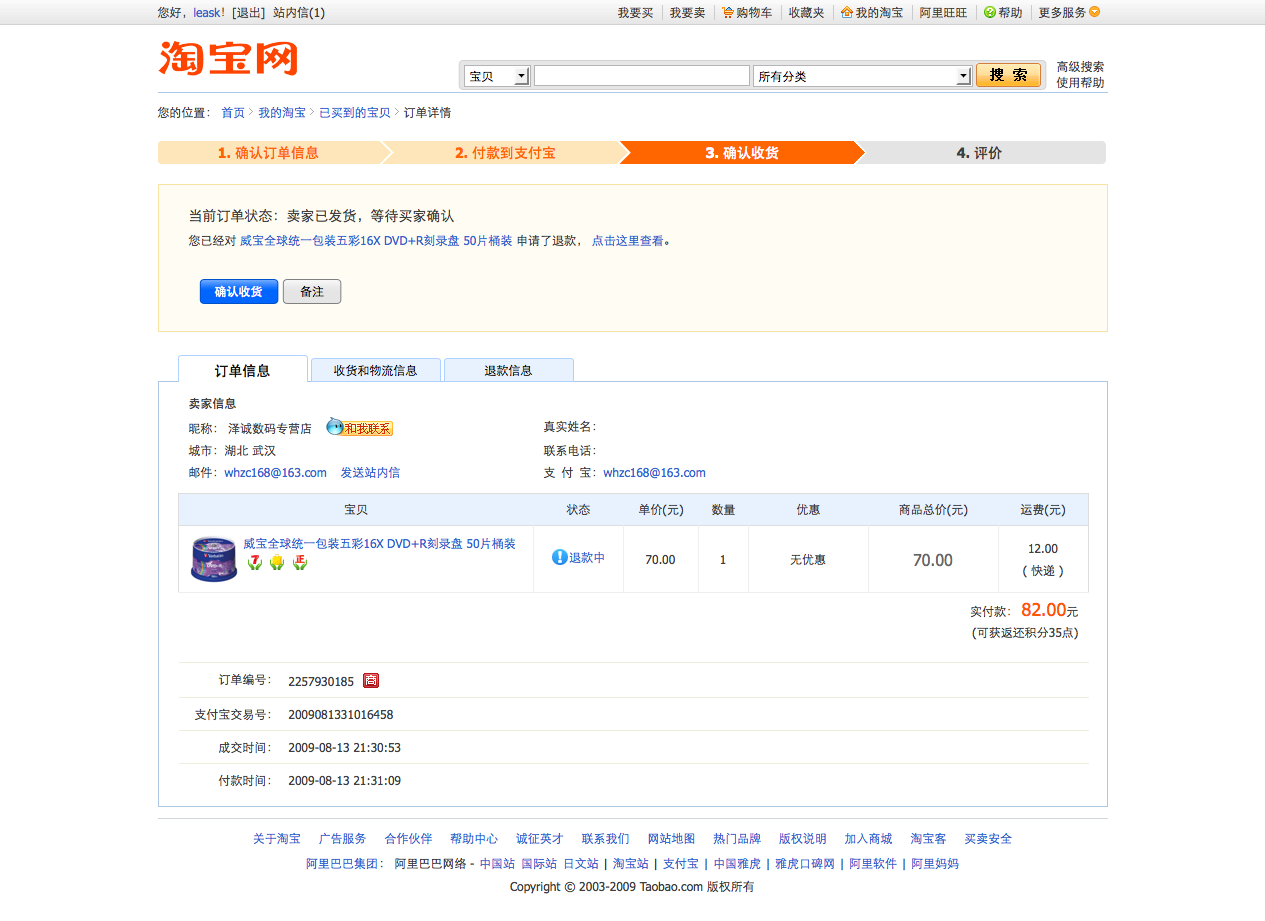 您好，leask! [退出] 站内信(1) 我要买 我要卖 购物车 收藏夹 我的淘宝 阿里旺旺 帮助 更多服务
淘宝网
宝贝 所有分类 搜 索 高级搜索
使用帮助
您的位置： 首页 > 我的淘宝 > 已买到的宝贝 > 订单详情
1. 确认订单信息 2. 付款到支付宝 3. 确认收货 4. 评价
当前订单状态：卖家已发货，等待买家确认
您已经对 威宝全球统一包装五彩16X DVD+R刻录盘 50片桶装 申请了退款， 点击这里查看。
确认收货 备注
订单信息 收货和物流信息 退款信息
卖家信息
昵称： 泽诚数码专营店 和我联系 真实姓名：
城市：湖北 武汉 联系电话：
邮件：whzc168@163.com 发送站内信 支 付 宝：whzc168@163.com
宝贝 状态 单价(元) 数量 优惠 商品总价(元) 运费(元)
威宝全球统一包装五彩16X DVD+R刻录盘 50片桶装 退款中 70.00 1 无优惠 70.00 12.00
7 正 ( 快递 )
实付款： 82.00元
(可获返还积分35点)
订单编号： 2257930185 商
支付宝交易号： 2009081331016458
成交时间： 2009-08-13 21:30:53
付款时间： 2009-08-13 21:31:09
关于淘宝 广告服务 合作伙伴 帮助中心 诚征英才 联系我们 网站地图 热门品牌 版权说明 加入商城 淘宝客 买卖安全
阿里巴巴集团： 阿里巴巴网络 - 中国站 国际站 日文站 | 淘宝站 | 支付宝 | 中国雅虎 | 雅虎口碑网 | 阿里软件 | 阿里妈妈
Copyright © 2003-2009 Taobao.com 版权所有